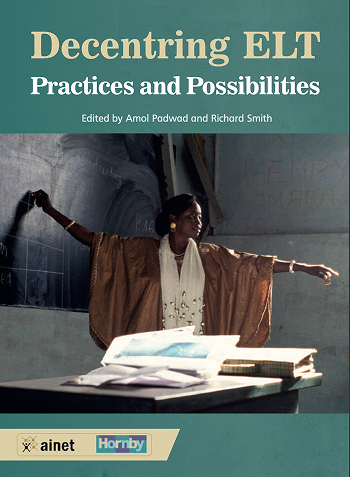 Decentring ELT
Practices and Possibilities
Edited by Amol Padwad and Richard Smith
ainet
Hornby